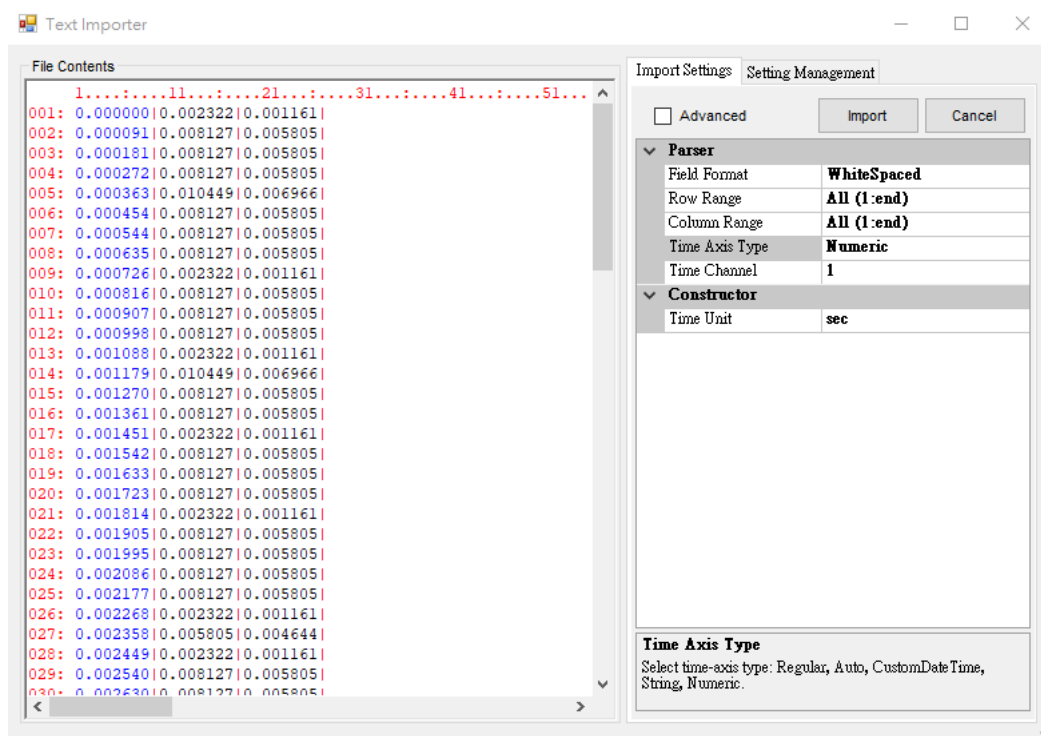 Text Importer
File Contents
1....:....11...:....21...:....31...:....41...:....51...
001: 0.000000|0.002322|0.001161|
002: 0.000091|0.008127|0.005805|
003: 0.000181|0.008127|0.005805|
004: 0.000272|0.008127|0.005805|
005: 0.000363|0.010449|0.006966|
006: 0.000454|0.008127|0.005805|
007: 0.000544|0.008127|0.005805|
008: 0.000635|0.008127|0.005805|
009: 0.000726|0.002322|0.001161|
010: 0.000816|0.008127|0.005805|
011: 0.000907|0.008127|0.005805|
012: 0.000998|0.008127|0.005805|
013: 0.001088|0.002322|0.001161|
014: 0.001179|0.010449|0.006966|
015: 0.001270|0.008127|0.005805|
016: 0.001361|0.008127|0.005805|
017: 0.001451|0.002322|0.001161|
018: 0.001542|0.008127|0.005805|
019: 0.001633|0.008127|0.005805|
020: 0.001723|0.008127|0.005805|
021: 0.001814|0.002322|0.001161|
022: 0.001905|0.008127|0.005805|
023: 0.001995|0.008127|0.005805|
024: 0.002086|0.008127|0.005805|
025: 0.002177|0.008127|0.005805|
026: 0.002268|0.002322|0.001161|
027: 0.002358|0.005805|0.004644|
028: 0.002449|0.002322|0.001161|
029: 0.002540|0.008127|0.005805|
030: 0.002630|0.008127|0.005805|
Import Settings Setting Management
Advanced Import Cancel
Parser
Field Format WhiteSpaced
Row Range All (1:end)
Column Range All (1:end)
Time Axis Type Numeric
Time Channel 1
Constructor
Time Unit sec
Time Axis Type
Select time-axis type: Regular, Auto, CustomDateTime,
String, Numeric.